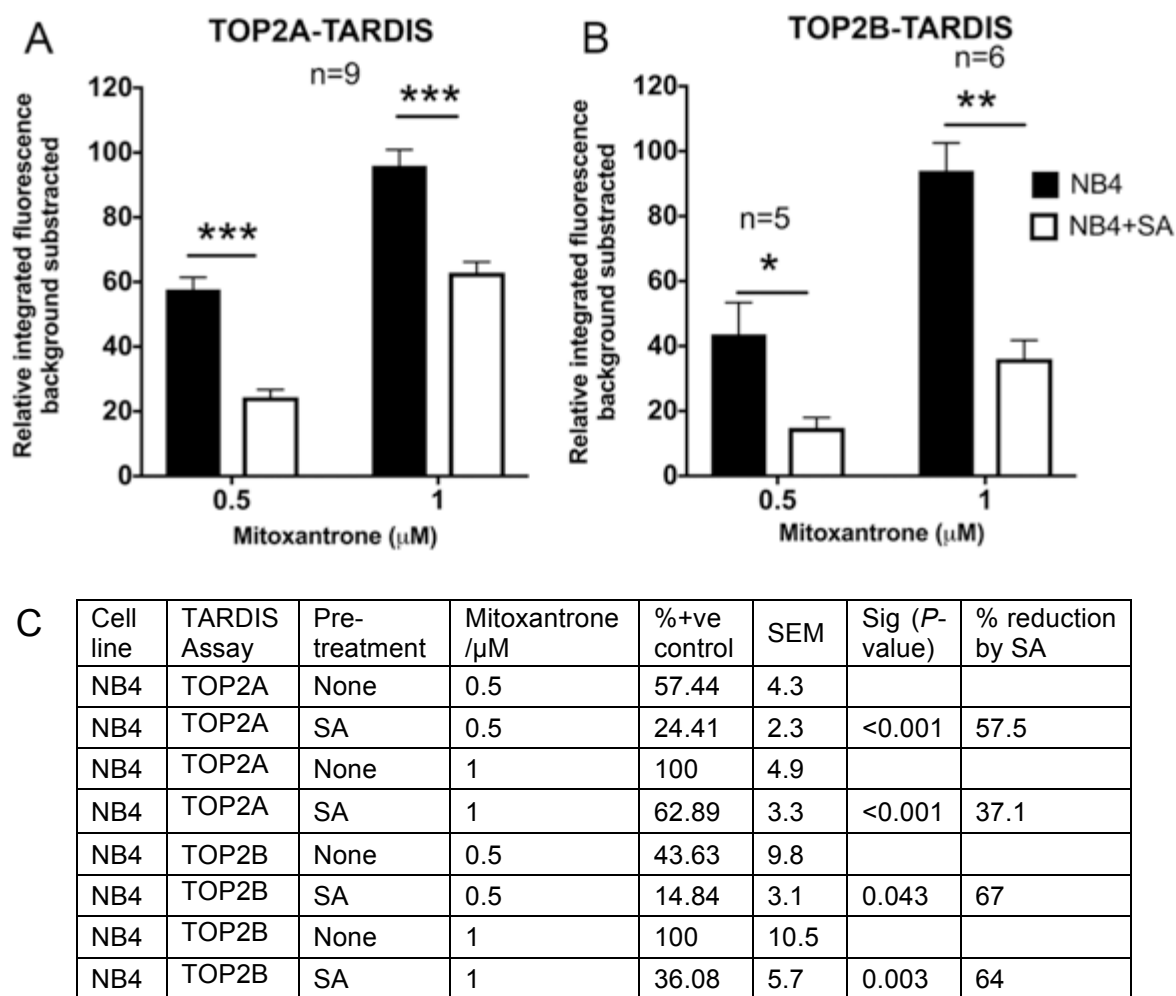 A
TOP2A-TARDIS
n=9
Relative integrated fluorescence
background substracted
120
100
80
60
40
20
0
***
***
0.5
1
Mitoxantrone (µM)
B
TOP2B-TARDIS
n=6
n=5
Relative integrated fluorescence
background substracted
120
100
80
60
40
20
0
*
**
0.5
1
Mitoxantrone (µM)
NB4
NB4+SA
C
Cell line TARDIS Assay Pre-treatment Mitoxantrone /µM %+ve control SEM Sig (P-value) % reduction by SA
NB4 TOP2A None 0.5 57.44 4.3
NB4 TOP2A SA 0.5 24.41 2.3 <0.001 57.5
NB4 TOP2A None 1 100 4.9
NB4 TOP2A SA 1 62.89 3.3 <0.001 37.1
NB4 TOP2B None 0.5 43.63 9.8
NB4 TOP2B SA 0.5 14.84 3.1 0.043 67
NB4 TOP2B None 1 100 10.5
NB4 TOP2B SA 1 36.08 5.7 0.003 64